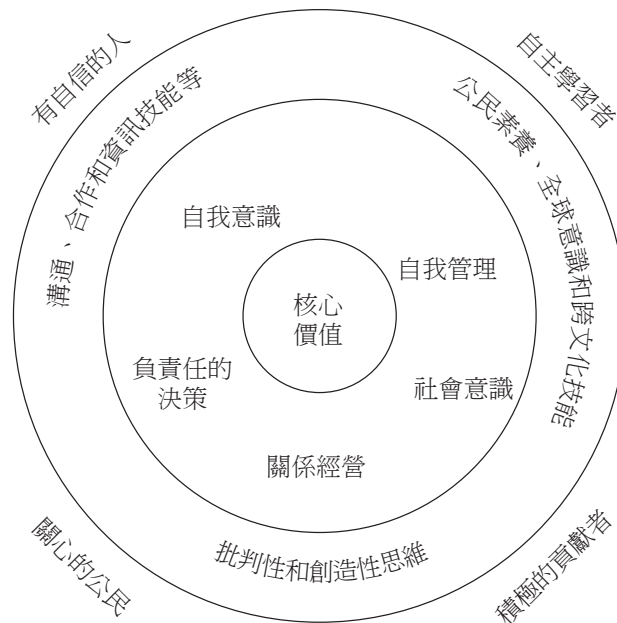 有自信的人
自主學習者
溝通、合作和資訊技能等
公民素養、全球意識和跨文化技能
自我意識
自我管理
核心
價值
負責任的
決策
社會意識
關係經營
批判性和創造性思維
關心的公民
積極的貢獻者